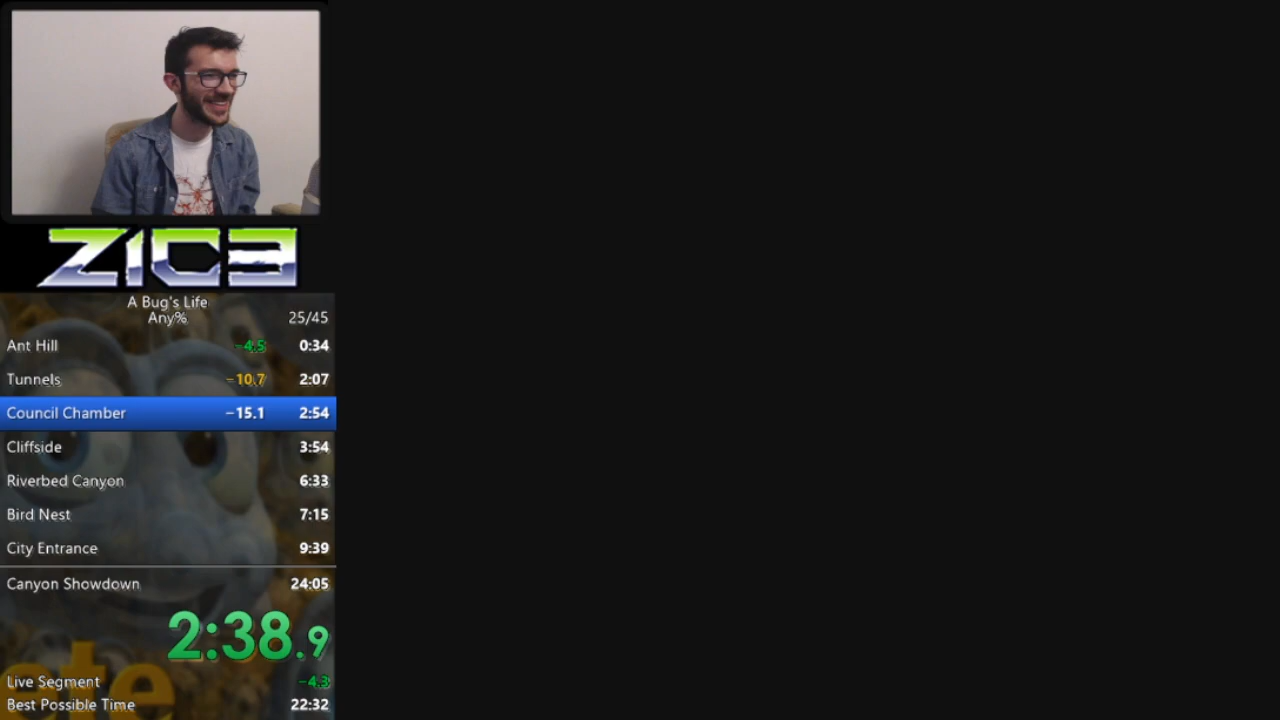 ZIC3
A Bug's Life
Any% 25/45
Ant Hill -4.5 0:34
Tunnels -10.7 2:07
Council Chamber -15.1 2:54
Cliffside 3:54
Riverbed Canyon 6:33
Bird Nest 7:15
City Entrance 9:39
Canyon Showdown 24:05
2:38.9
ete
Live Segment -4.3
Best Possible Time 22:32